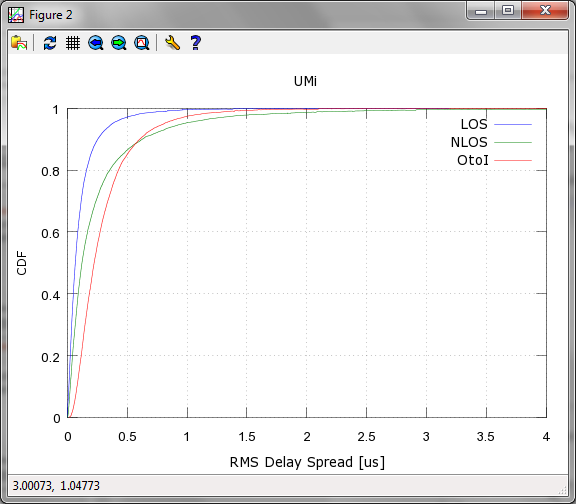 Figure 2
UMi
LOS
NLOS
OtoI
1
0.8
0.6
0.4
0.2
0
CDF
0 0.5 1 1.5 2 2.5 3 3.5 4
RMS Delay Spread [us]
3.00073, 1.04773